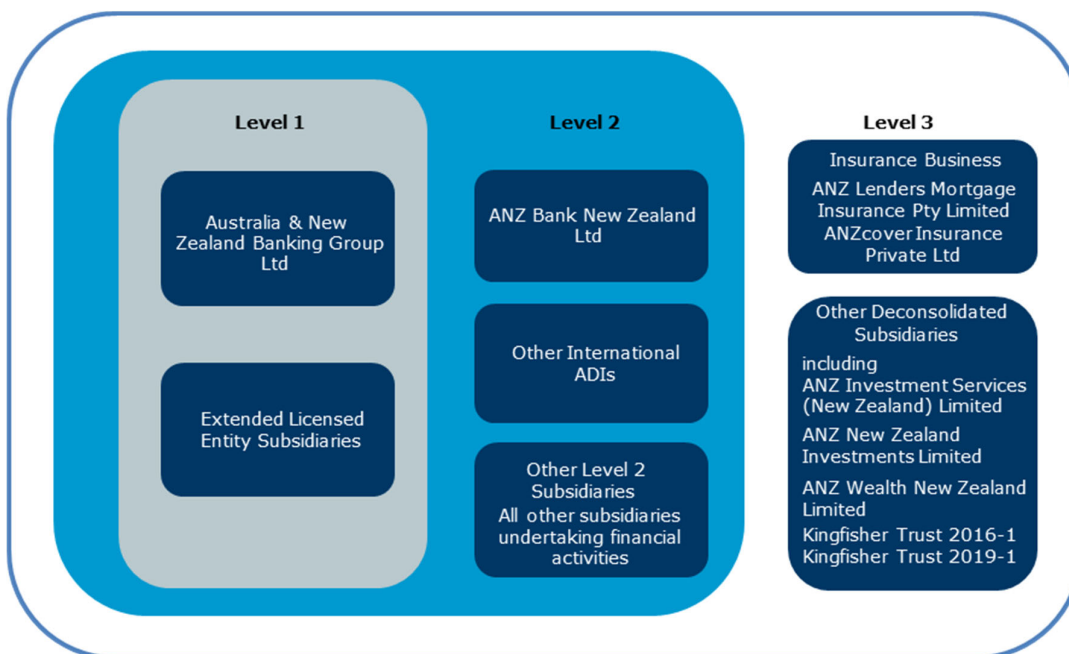 Level 1
Australia & New
Zealand Banking Group
Ltd
Extended Licensed
Entity Subsidiaries
Level 2
ANZ Bank New Zealand
Ltd
Other International
ADIs
Other Level 2
Subsidiaries
All other subsidiaries
undertaking financial
activities
Level 3
Insurance Business
ANZ Lenders Mortgage
Insurance Pty Limited
ANZcover Insurance
Private Ltd
Other Deconsolidated
Subsidiaries
including
ANZ Investment Services
(New Zealand) Limited
ANZ New Zealand
Investments Limited
ANZ Wealth New Zealand
Limited
Kingfisher Trust 2016-1
Kingfisher Trust 2019-1